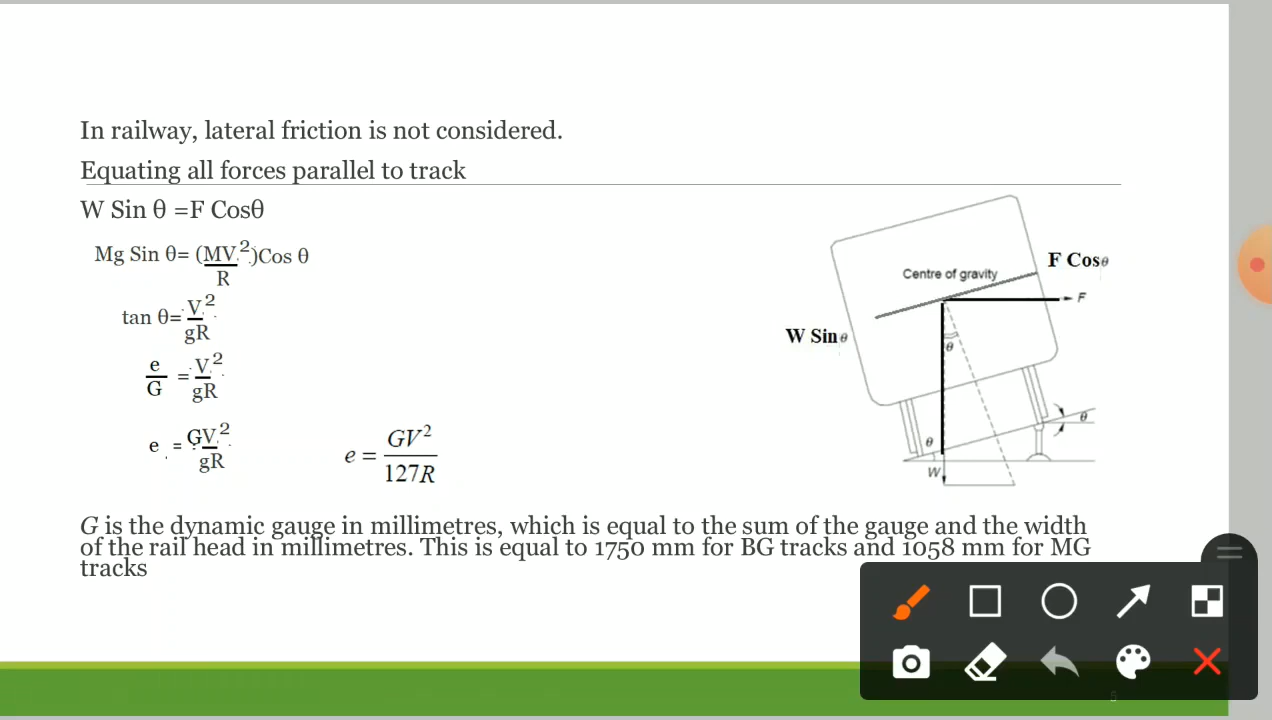 In railway, lateral friction is not considered.
Equating all forces parallel to track
W Sin θ =F Cosθ
Mg Sin θ= (MV²)Cos θ
R
tan θ= V²
gR
e = V²
G gR
e = GV²
gR
e = GV²
127R
G is the dynamic gauge in millimetres, which is equal to the sum of the gauge and the width
of the rail head in millimetres. This is equal to 1750 mm for BG tracks and 1058 mm for MG
tracks
F Cosθ
Centre of gravity
F
W Sinθ
θ
θ
θ
W
5